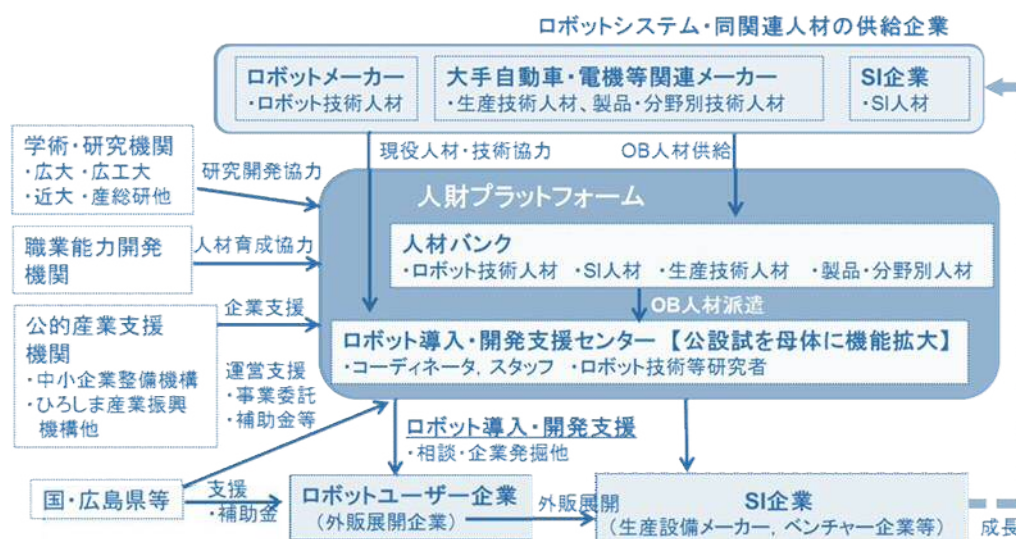 ロボットシステム・同関連人材の供給企業
ロボットメーカー
・ロボット技術人材
大手自動車・電機等関連メーカー
・生産技術人材、製品・分野別技術人材
SI企業
・SI人材
学術・研究機関
・広大・広工大
・近大・産総研他
研究開発協力
現役人材・技術協力
OB人材供給
人財プラットフォーム
職業能力開発
機関
人材育成協力
人材バンク
・ロボット技術人材 ・SI人材 ・生産技術人材 ・製品・分野別人材
OB人材派遣
公的産業支援
機関
・中小企業整備機構
・ひろしま産業振興
機構他
企業支援
ロボット導入・開発支援センター 【公設試を母体に機能拡大】
・コーディネータ, スタッフ ・ロボット技術等研究者
運営支援
・事業委託
・補助金等
ロボット導入・開発支援
・相談・企業発掘他
国・広島県等
支援
・補助金
ロボットユーザー企業
(外販展開企業)
外販展開
SI企業
(生産設備メーカー, ベンチャー企業等)
成長